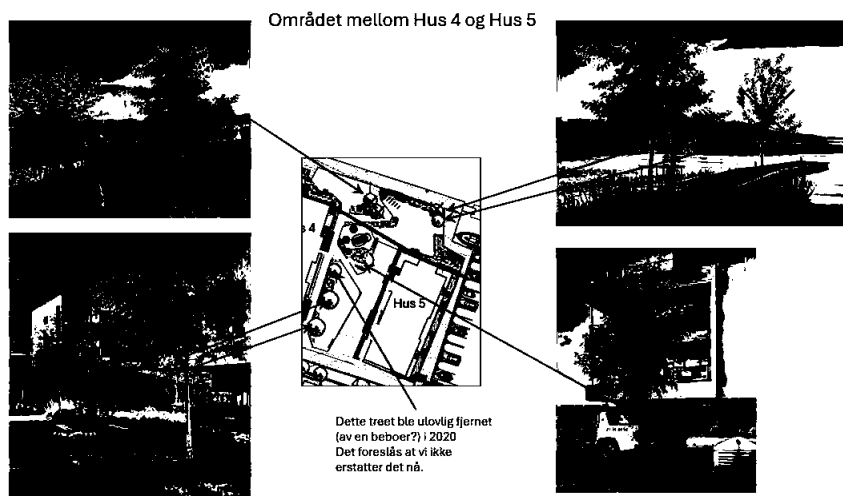 Området mellom Hus 4 og Hus 5
s 4
Hus 5
Dette treet ble ulovlig fjernet
(av en beboer?) i 2020
Det foreslås at vi ikke
erstatter det nå.